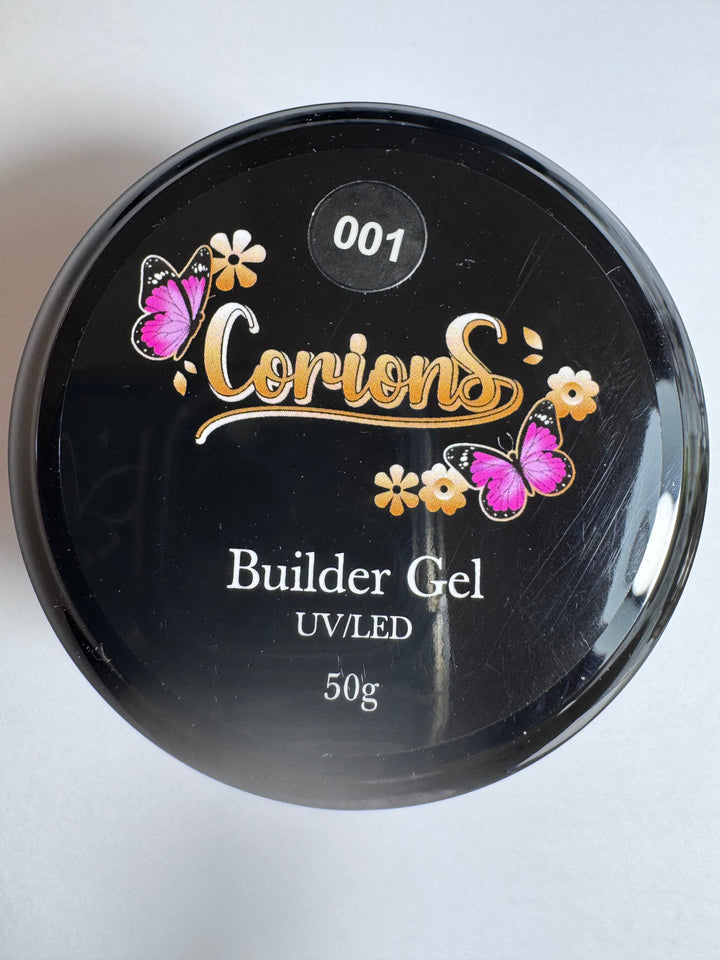 001
Corions
Builder Gel
UV/LED
50g